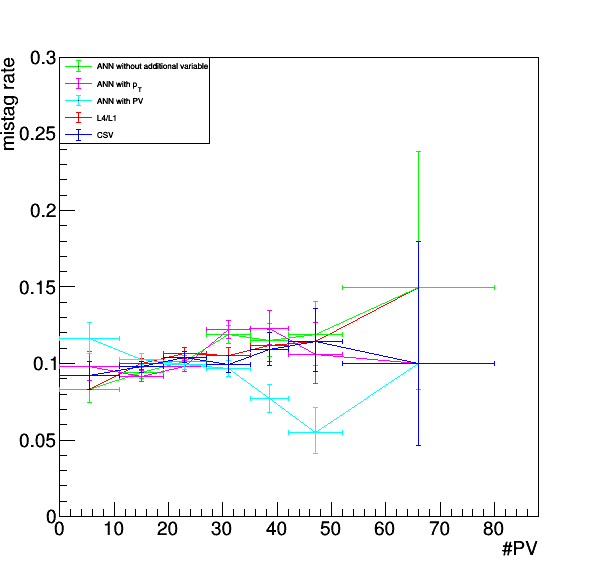 mistag rate
0.3
0.25
0.2
0.15
0.1
0.05
0
ANN without additional variable
ANN with pT
ANN with PV
L4/L1
CSV
0 10 20 30 40 50 60 70 80
#PV